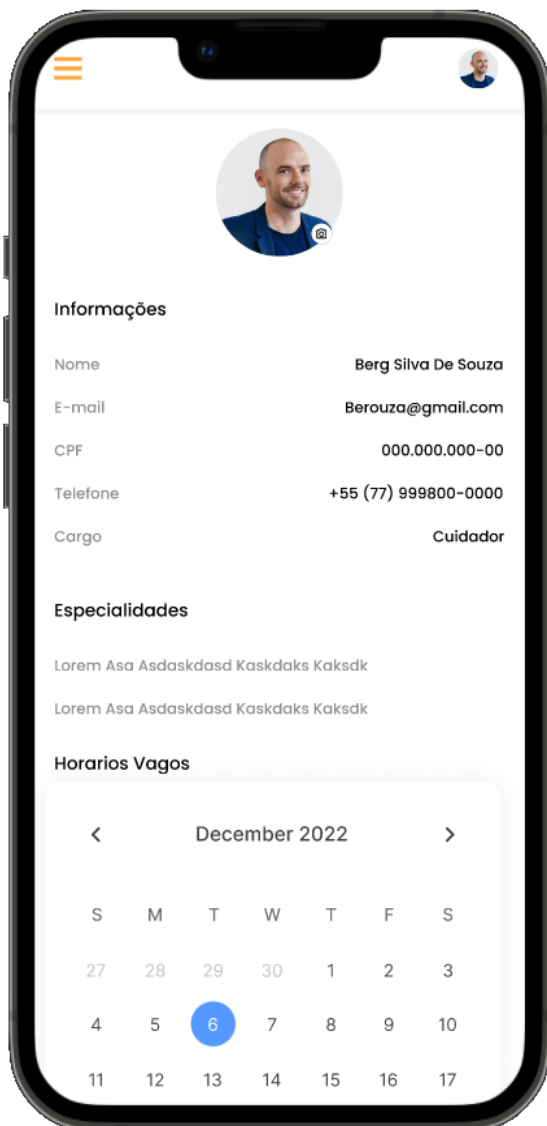 Informações
Nome Berg Silva De Souza
E-mail Berouza@gmail.com
CPF 000.000.000-00
Telefone +55 (77) 999800-0000
Cargo Cuidador
Especialidades
Lorem Asa Asdaskdasd Kaskdaks Kaksdk
Lorem Asa Asdaskdasd Kaskdaks Kaksdk
Horarios Vagos
December 2022
S M T W T F S
27 28 29 30 1 2 3
4 5 6 7 8 9 10
11 12 13 14 15 16 17